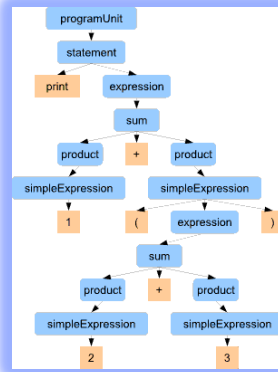 programUnit
statement
print expression
sum
product + product
simpleExpression simpleExpression
1 ( expression )
sum
product + product
simpleExpression simpleExpression
2 3